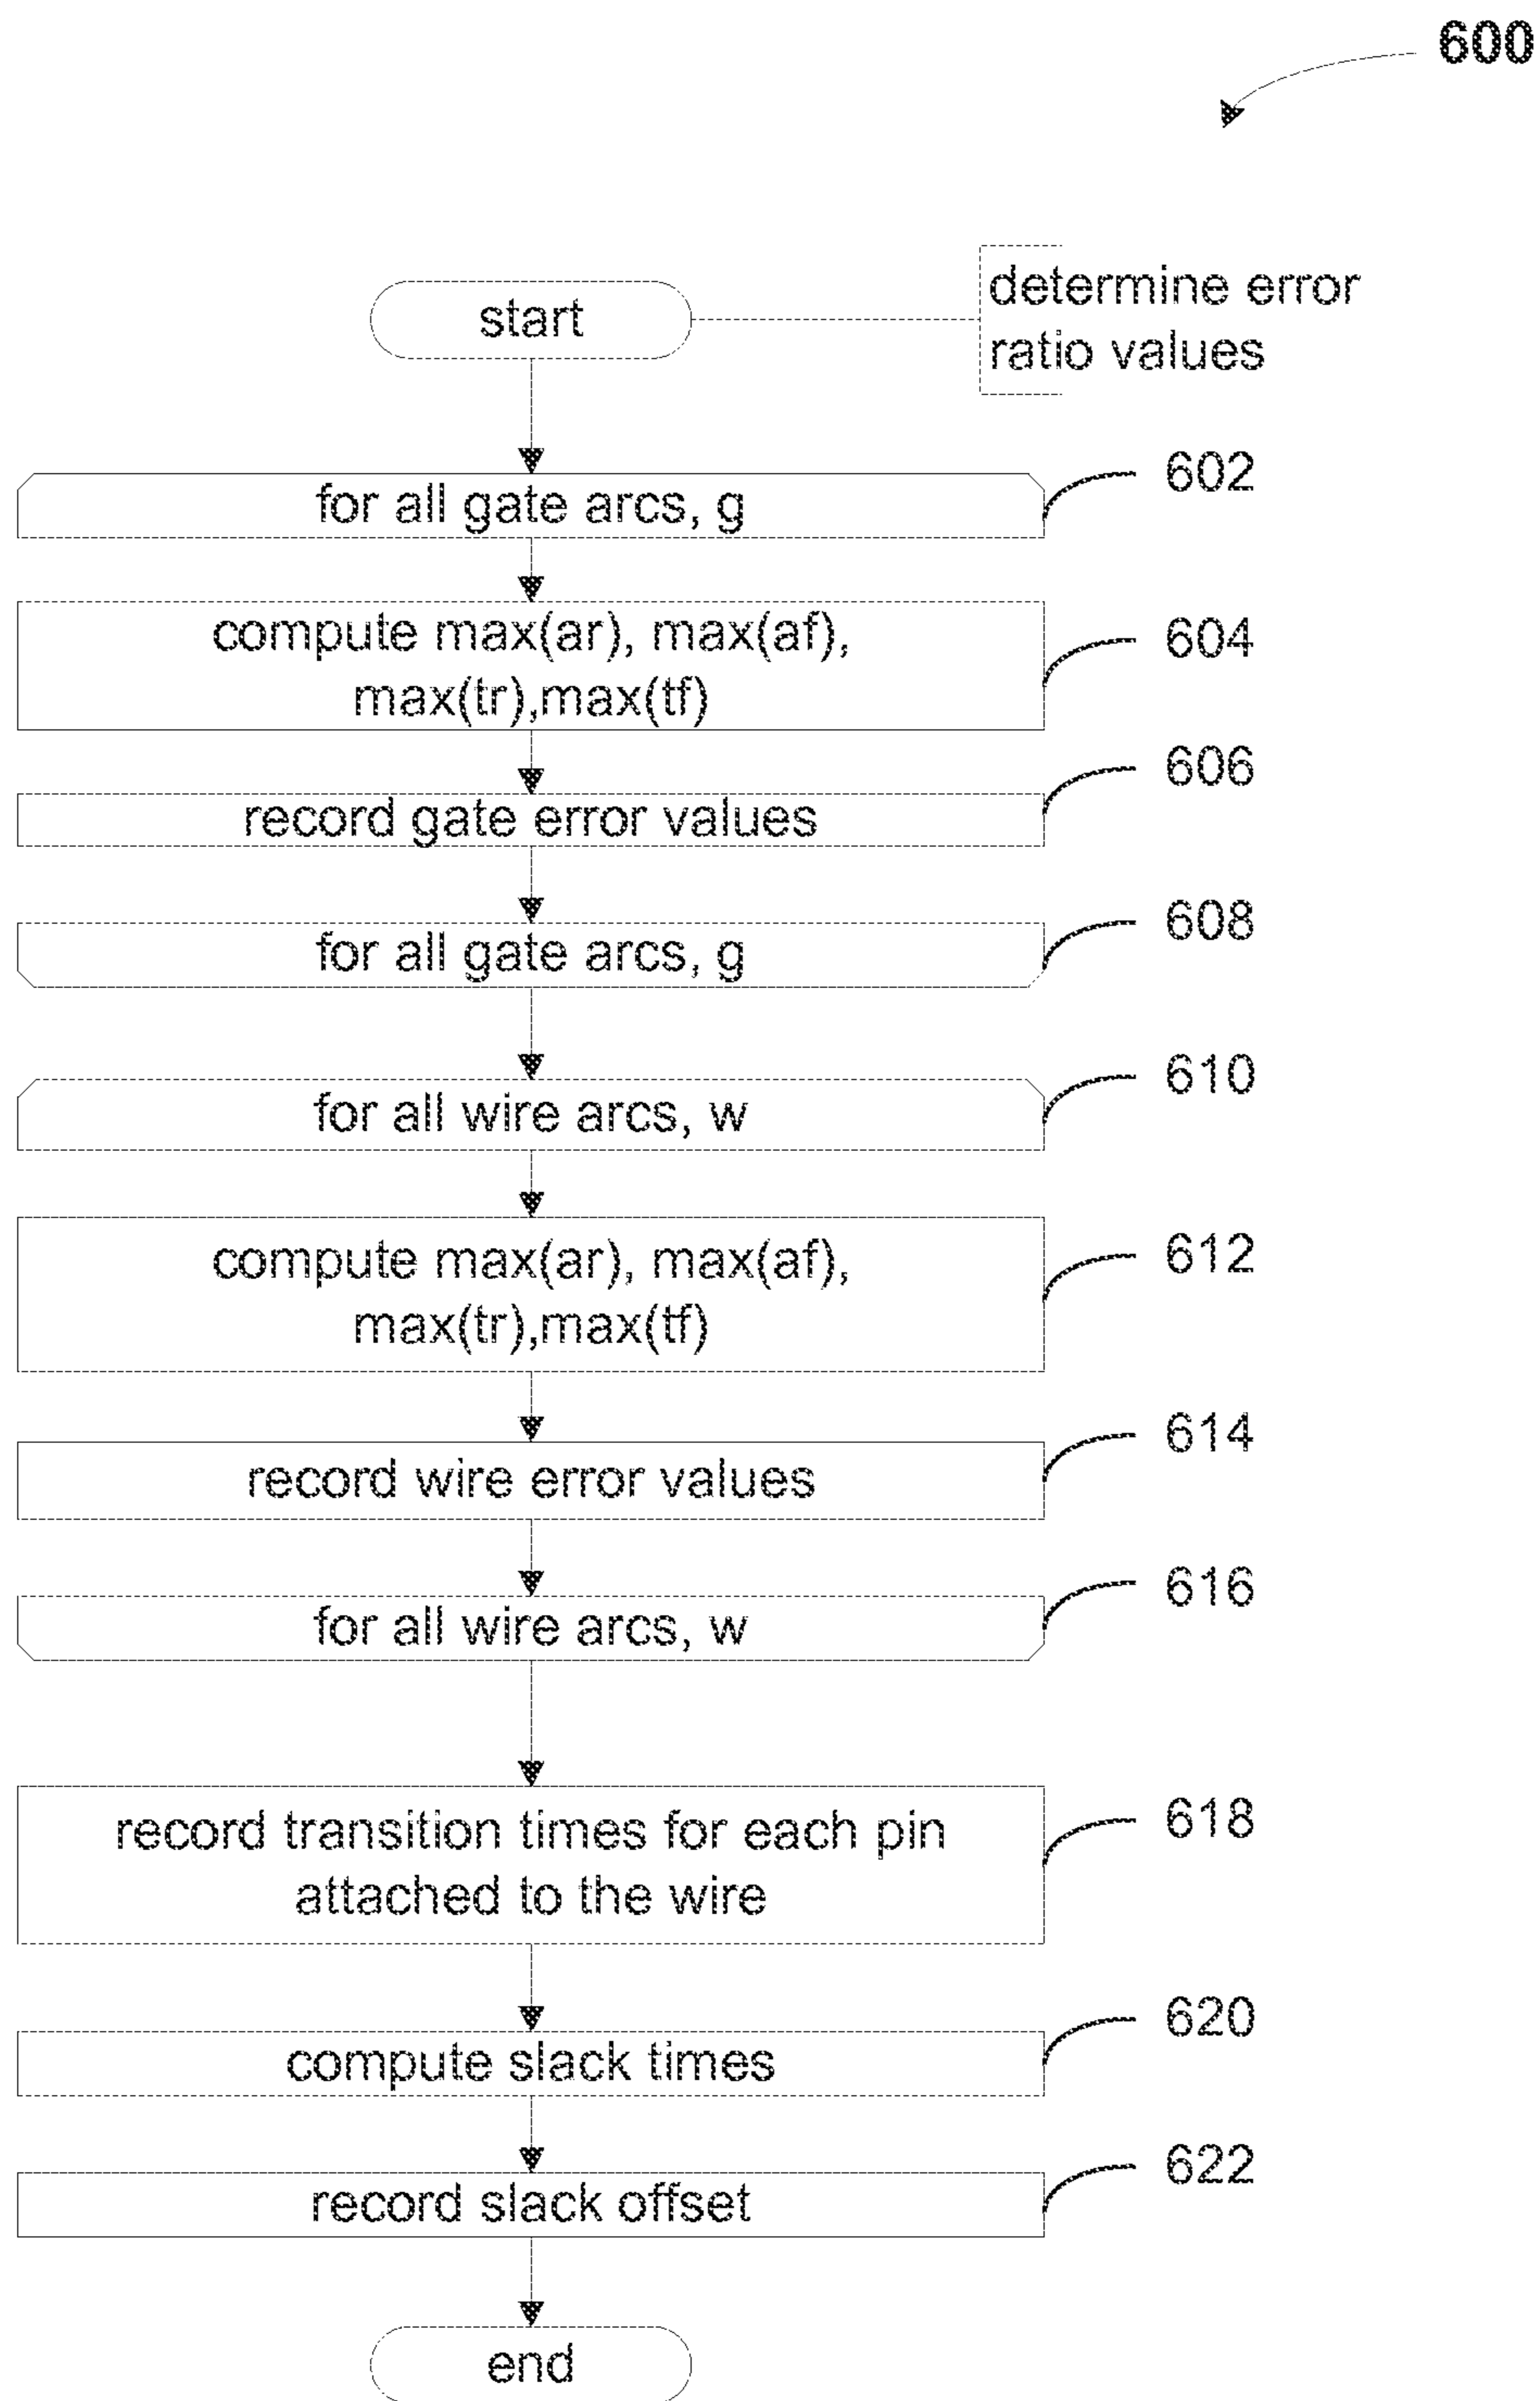 600
start
determine error
ratio values
for all gate arcs, g
602
compute max(ar), max(af),
max(tr),max(tf)
604
record gate error values
606
for all gate arcs, g
608
for all wire arcs, w
610
compute max(ar), max(af),
max(tr),max(tf)
612
record wire error values
614
for all wire arcs, w
616
record transition times for each pin
attached to the wire
618
compute slack times
620
record slack offset
622
end